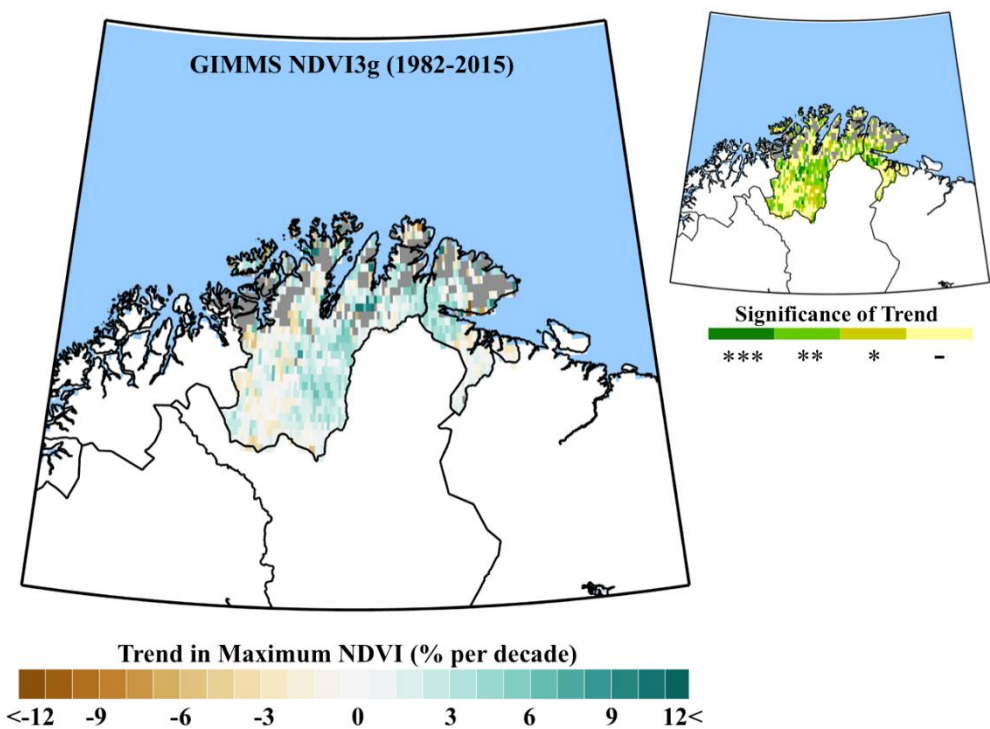 GIMMS NDVI3g (1982-2015)
Significance of Trend
*** ** * -
Trend in Maximum NDVI (% per decade)
<-12 -9 -6 -3 0 3 6 9 12<